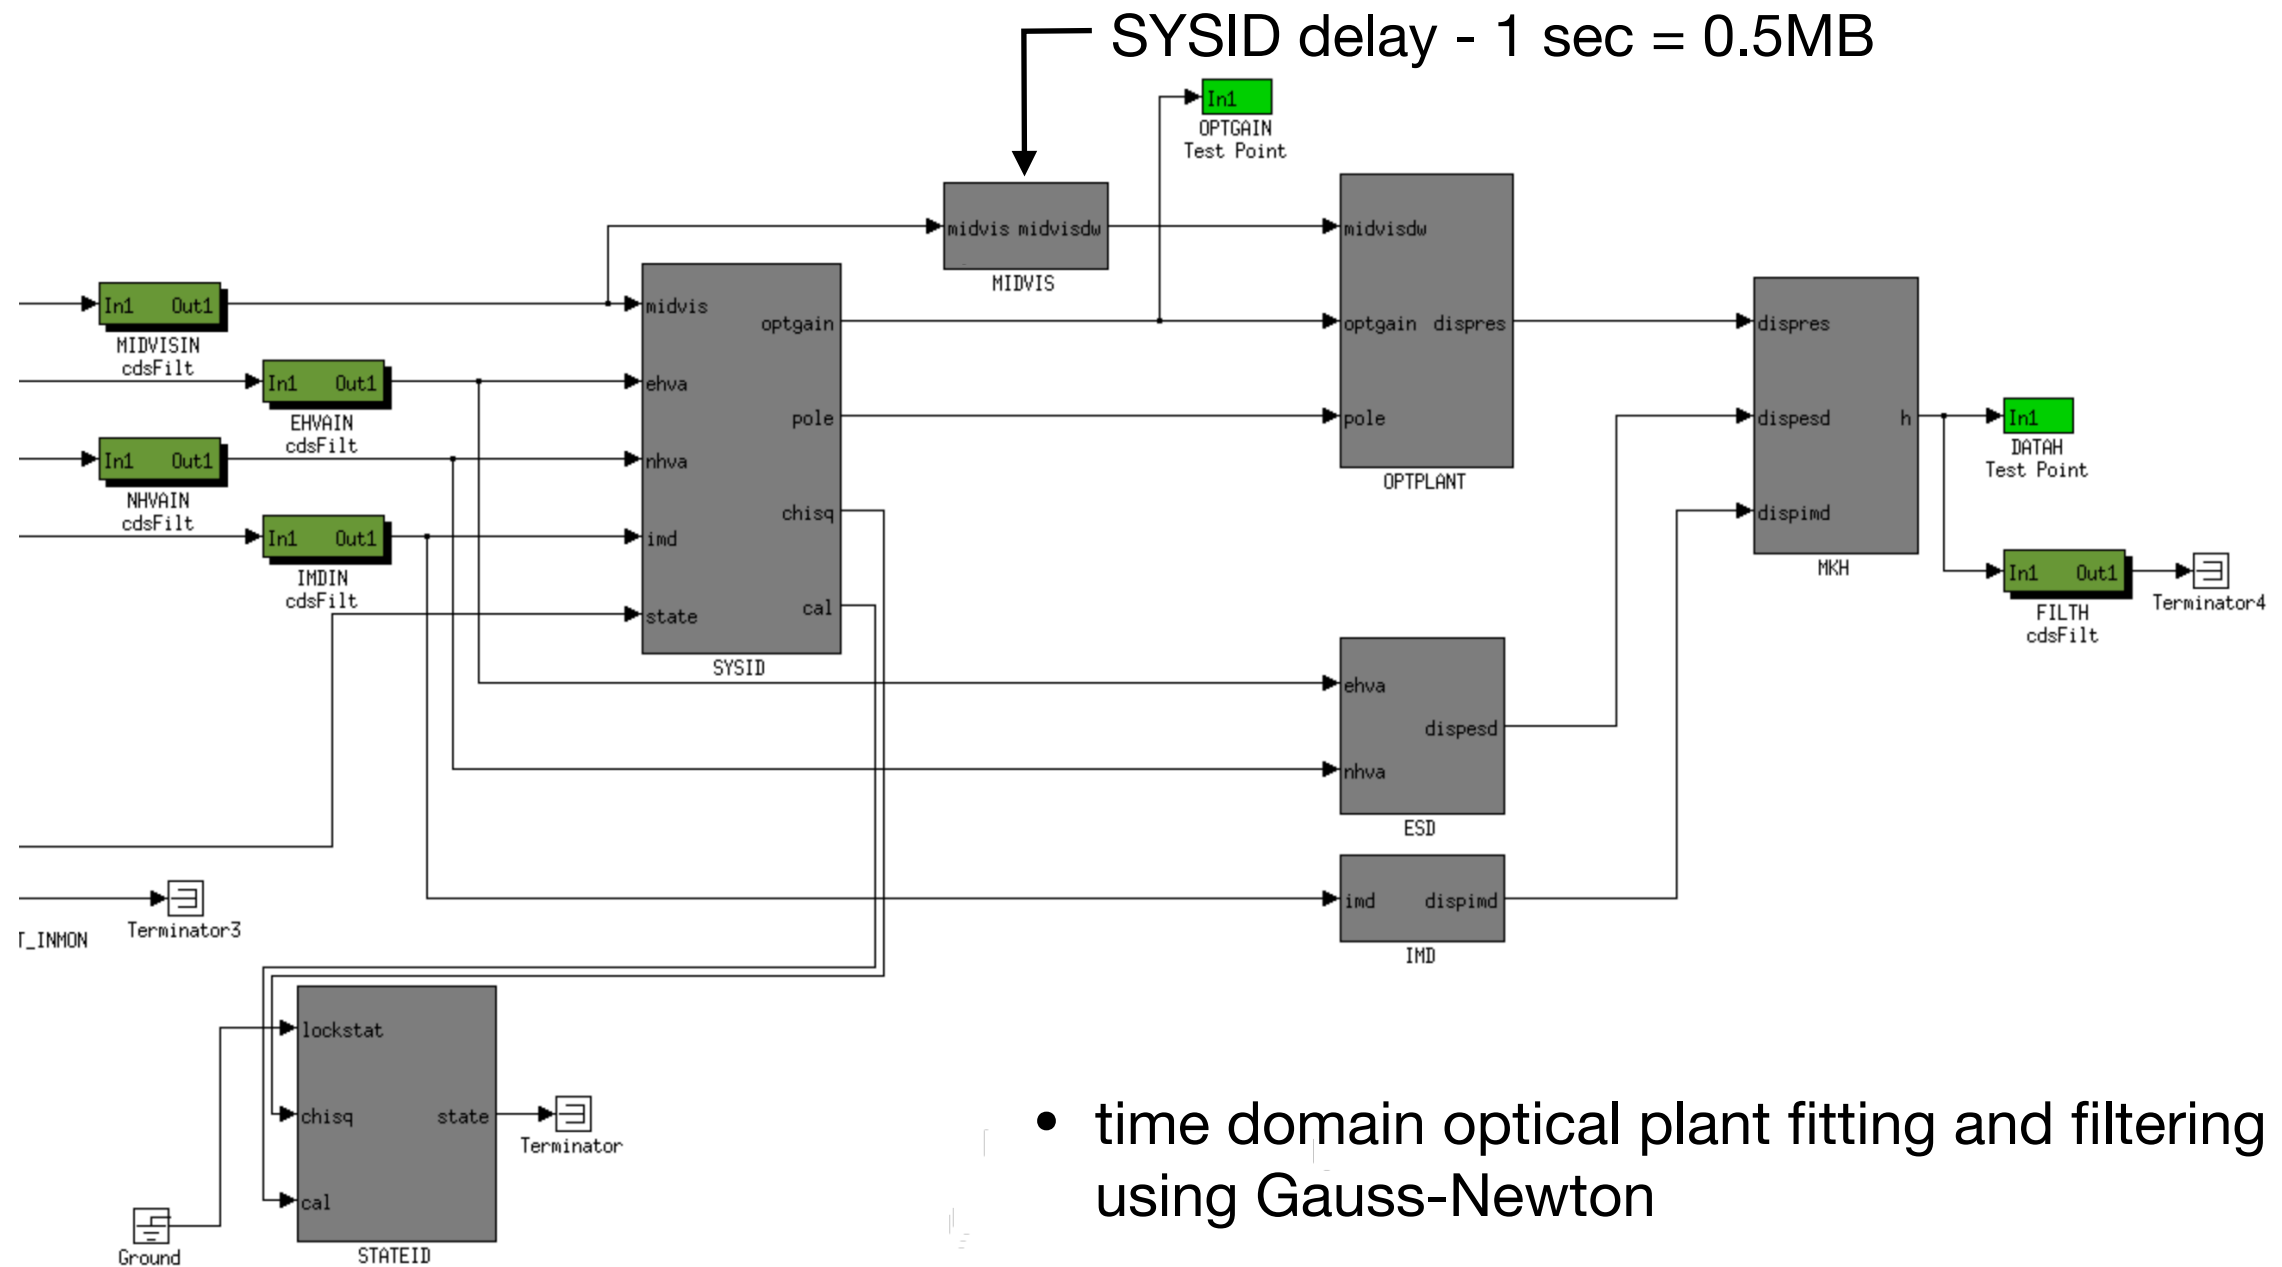 SYSID delay - 1 sec = 0.5MB
In1
OPTGAIN
Test Point
midvis midvisdw
MIDVIS
midvisdw
optgain dispres
pole
OPTPLANT
In1 Out1
MIDVISIN
cdsFilt
In1 Out1
EHVAIN
cdsFilt
In1 Out1
NHVAIN
cdsFilt
In1 Out1
IMDIN
cdsFilt
midvis
optgain
ehva
pole
nhva
chisq
imd
cal
state
SYSID
dispres
dispesd h
dispimd
MKH
In1
DATAH
Test Point
In1 Out1
FILTH
cdsFilt
Terminator4
ehva
dispesd
nhva
ESD
imd dispimd
IMD
T_INMON
Terminator3
lockstat
chisq state
cal
STATEID
Terminator
Ground
• time domain optical plant fitting and filtering
using Gauss-Newton